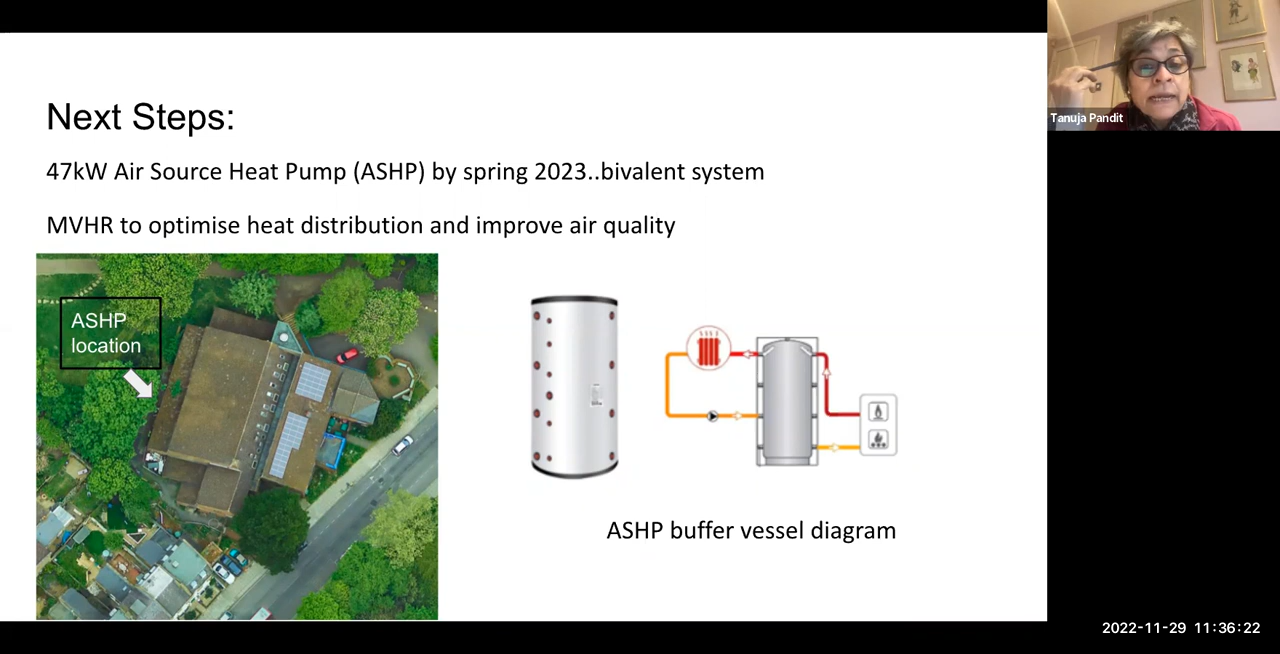 Next Steps:
47kW Air Source Heat Pump (ASHP) by spring 2023..bivalent system
MVHR to optimise heat distribution and improve air quality
ASHP
location
ASHP buffer vessel diagram
Tanuja Pandit
2022-11-29 11:36:22